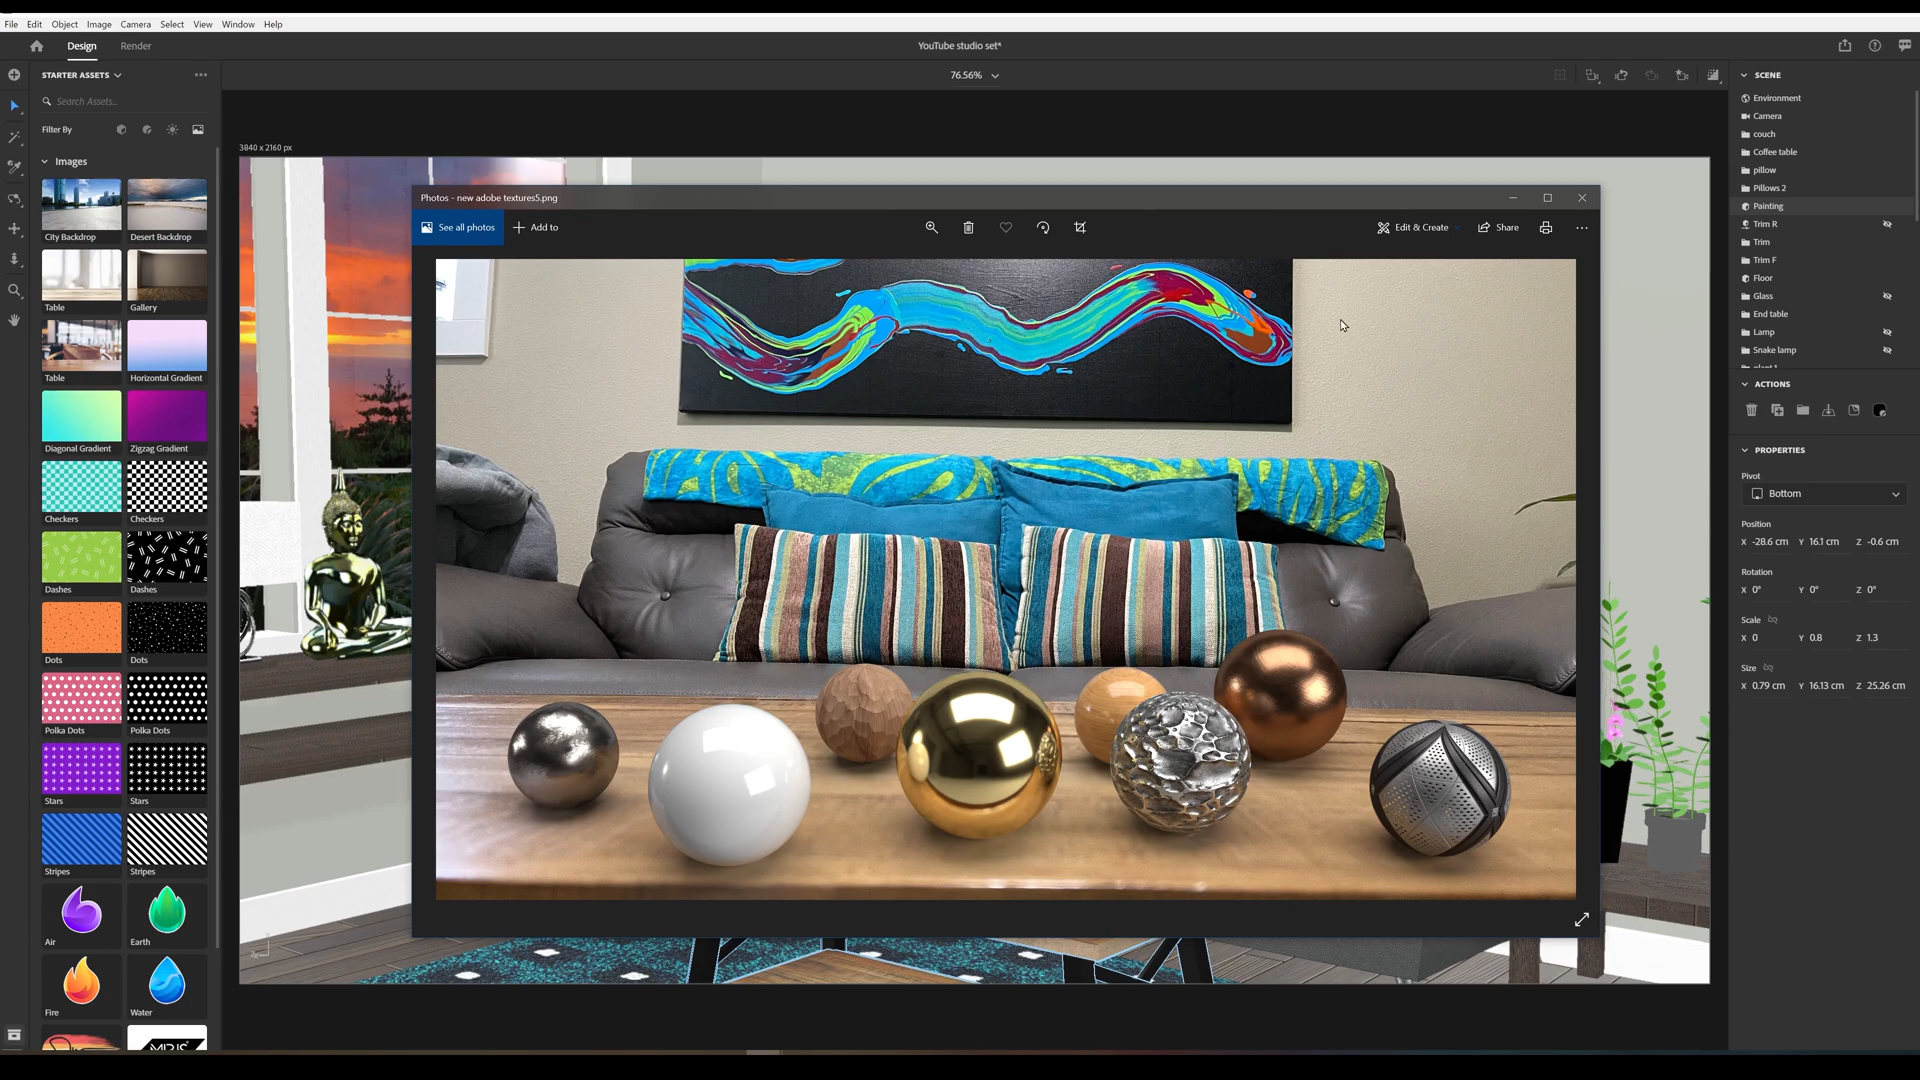 File Edit Object Image Camera Select View Window Help
Design Render YouTube studio set*
STARTER ASSETS
76.56%
Search Assets...
Filter By
Images
City Backdrop Desert Backdrop
Table Gallery
Table Horizontal Gradient
Diagonal Gradient Zigzag Gradient
Checkers Checkers
Dashes Dashes
Dots Dots
Polka Dots Polka Dots
Stars Stars
Stripes Stripes
Air Earth
Fire Water
3840 x 2160 px
Photos - new adobe textures5.png
See all photos Add to Edit & Create Share
SCENE
Environment
Camera
couch
Coffee table
pillow
Pillows 2
Painting
Trim R
Trim
Trim F
Floor
Glass
End table
Lamp
Snake lamp
ACTIONS
PROPERTIES
Pivot
Bottom
Position
X -28.6 cm Y 16.1 cm Z -0.6 cm
Rotation
X 0° Y 0° Z 0°
Scale
X 0 Y 0.8 Z 1.3
Size
X 0.79 cm Y 16.13 cm Z 25.26 cm